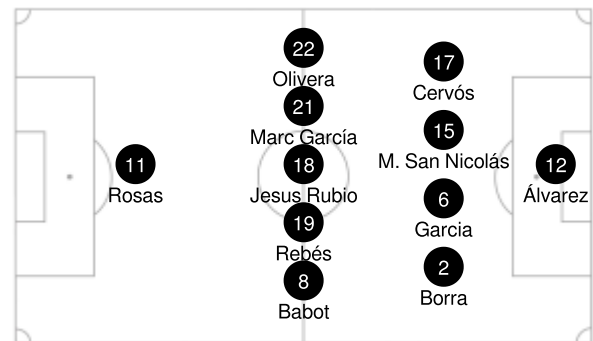 22
Olivera
17
Cervós
21
Marc García
15
M. San Nicolás
11
Rosas
18
Jesus Rubio
12
Álvarez
19
Rebés
6
Garcia
8
Babot
2
Borra